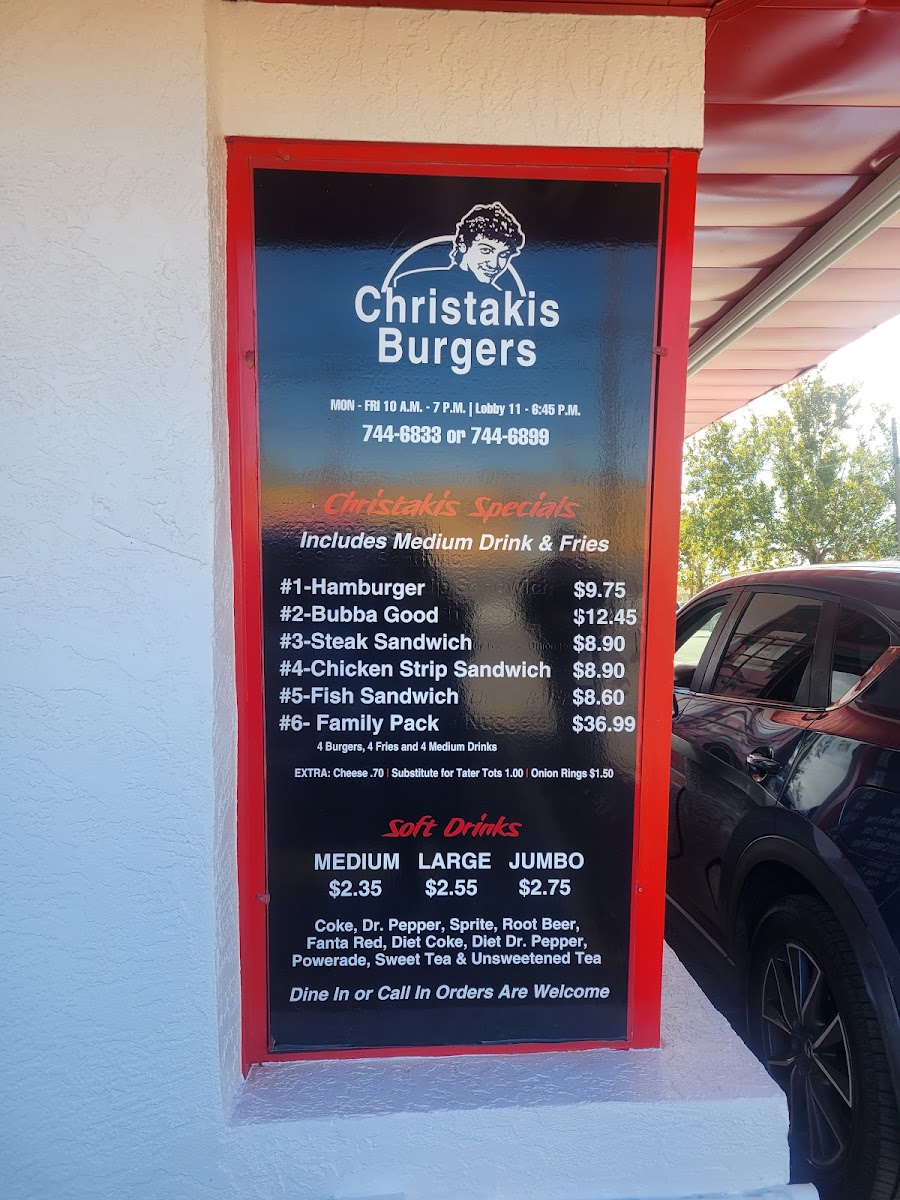 Christakis
Burgers
MON - FRI 10 A.M. - 7 P.M. | Lobby 11 - 6:45 P.M.
744-6833 or 744-6899
Christakis Specials
Includes Medium Drink & Fries
#1-Hamburger $9.75
#2-Bubba Good $12.45
#3-Steak Sandwich $8.90
#4-Chicken Strip Sandwich $8.90
#5-Fish Sandwich $8.60
#6- Family Pack $36.99
4 Burgers, 4 Fries and 4 Medium Drinks
EXTRA: Cheese .70 | Substitute for Tater Tots 1.00 | Onion Rings $1.50
Soft Drinks
MEDIUM LARGE JUMBO
$2.35 $2.55 $2.75
Coke, Dr. Pepper, Sprite, Root Beer,
Fanta Red, Diet Coke, Diet Dr. Pepper,
Powerade, Sweet Tea & Unsweetened Tea
Dine In or Call In Orders Are Welcome